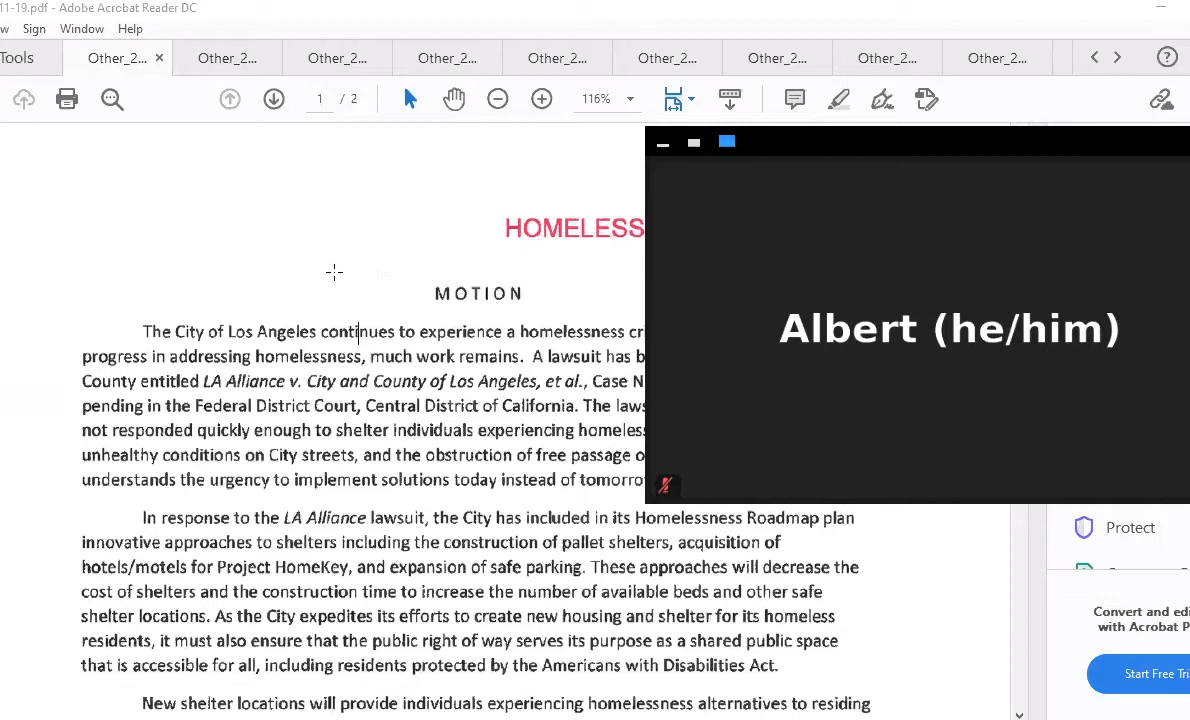 11-19.pdf - Adobe Acrobat Reader DC
w Sign Window Help
Tools Other_2... × Other_2... Other_2... Other_2... Other_2... Other_2... Other_2... Other_2... Other_2...
1 / 2 116%
HOMELESS
MOTION
The City of Los Angeles continues to experience a homelessness cr
progress in addressing homelessness, much work remains. A lawsuit has b
County entitled LA Alliance v. City and County of Los Angeles, et al., Case N
pending in the Federal District Court, Central District of California. The laws
not responded quickly enough to shelter individuals experiencing homeless
unhealthy conditions on City streets, and the obstruction of free passage o
understands the urgency to implement solutions today instead of tomorro
Albert (he/him)
In response to the LA Alliance lawsuit, the City has included in its Homelessness Roadmap plan
innovative approaches to shelters including the construction of pallet shelters, acquisition of
hotels/motels for Project HomeKey, and expansion of safe parking. These approaches will decrease the
cost of shelters and the construction time to increase the number of available beds and other safe
shelter locations. As the City expedites its efforts to create new housing and shelter for its homeless
residents, it must also ensure that the public right of way serves its purpose as a shared public space
that is accessible for all, including residents protected by the Americans with Disabilities Act.
New shelter locations will provide individuals experiencing homelessness alternatives to residing
Protect
Convert and edi
with Acrobat P
Start Free Tri